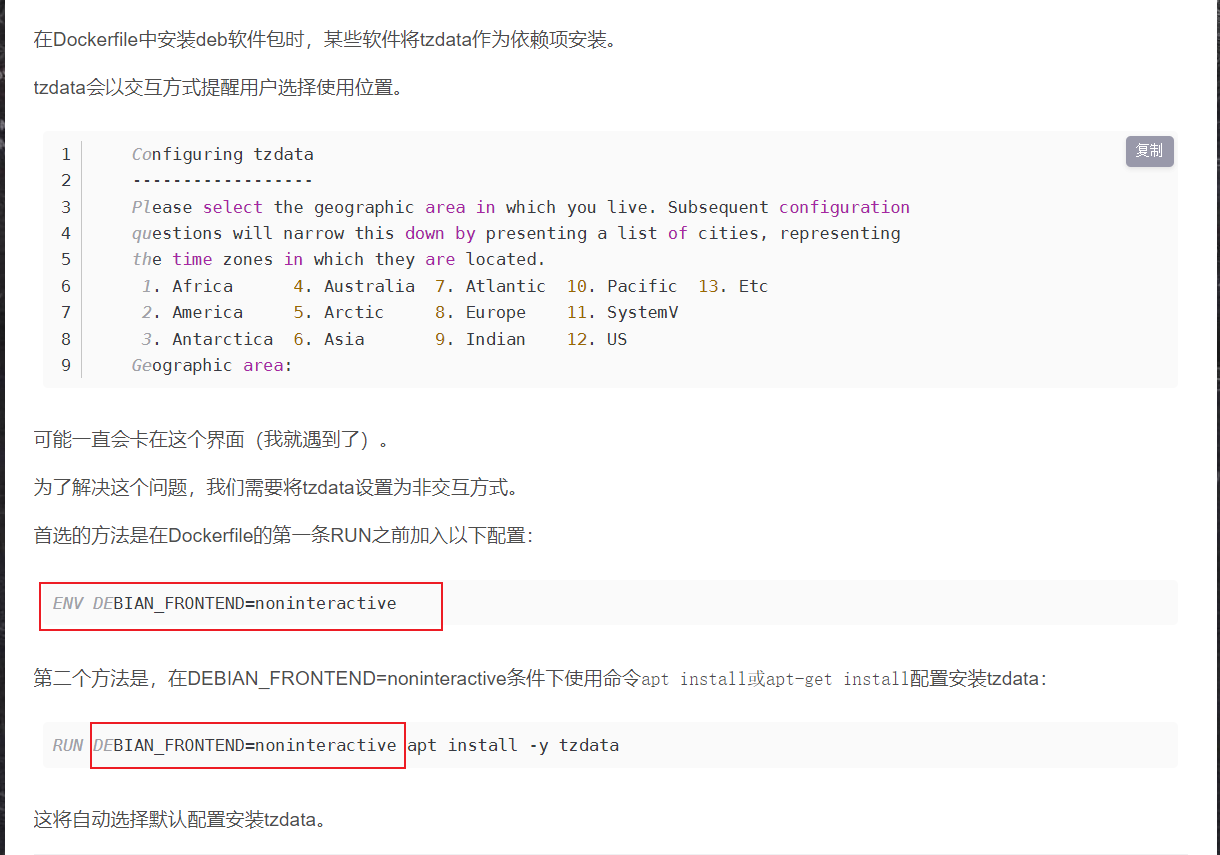 在Dockerfile中安装deb软件包时，某些软件将tzdata作为依赖项安装。
tzdata会以交互方式提醒用户选择使用位置。
复制
1 Configuring tzdata
2 ------------------
3 Please select the geographic area in which you live. Subsequent configuration
4 questions will narrow this down by presenting a list of cities, representing
5 the time zones in which they are located.
6 1. Africa 4. Australia 7. Atlantic 10. Pacific 13. Etc
7 2. America 5. Arctic 8. Europe 11. SystemV
8 3. Antarctica 6. Asia 9. Indian 12. US
9 Geographic area:
可能一直会卡在这个界面（我就遇到了）。
为了解决这个问题，我们需要将tzdata设置为非交互方式。
首选的方法是在Dockerfile的第一条RUN之前加入以下配置：
ENV DEBIAN_FRONTEND=noninteractive
第二个方法是，在DEBIAN_FRONTEND=noninteractive条件下使用命令apt install或apt-get install配置安装tzdata：
RUN DEBIAN_FRONTEND=noninteractive apt install -y tzdata
这将自动选择默认配置安装tzdata。